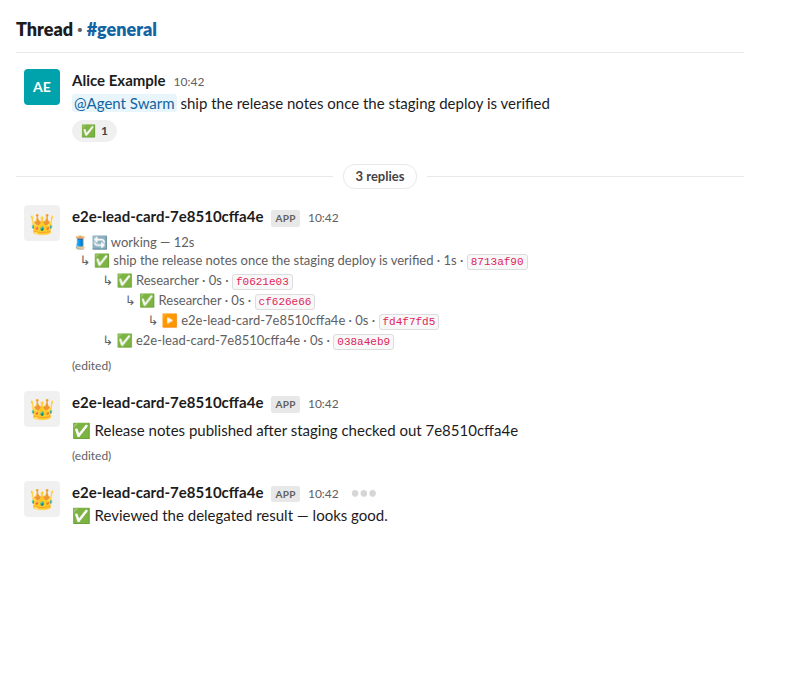 Thread • #general
AE
Alice Example 10:42
@Agent Swarm ship the release notes once the staging deploy is verified
✅ 1
3 replies
e2e-lead-card-7e8510cffa4e APP 10:42
🧵 🔄 working — 12s
↳ ✅ ship the release notes once the staging deploy is verified · 1s · 8713af90
↳ ✅ Researcher · 0s · f0621e03
↳ ✅ Researcher · 0s · cf626e66
↳ ▶️ e2e-lead-card-7e8510cffa4e · 0s · fd4f7fd5
↳ ✅ e2e-lead-card-7e8510cffa4e · 0s · 038a4eb9
(edited)
e2e-lead-card-7e8510cffa4e APP 10:42
✅ Release notes published after staging checked out 7e8510cffa4e
(edited)
e2e-lead-card-7e8510cffa4e APP 10:42
✅ Reviewed the delegated result — looks good.